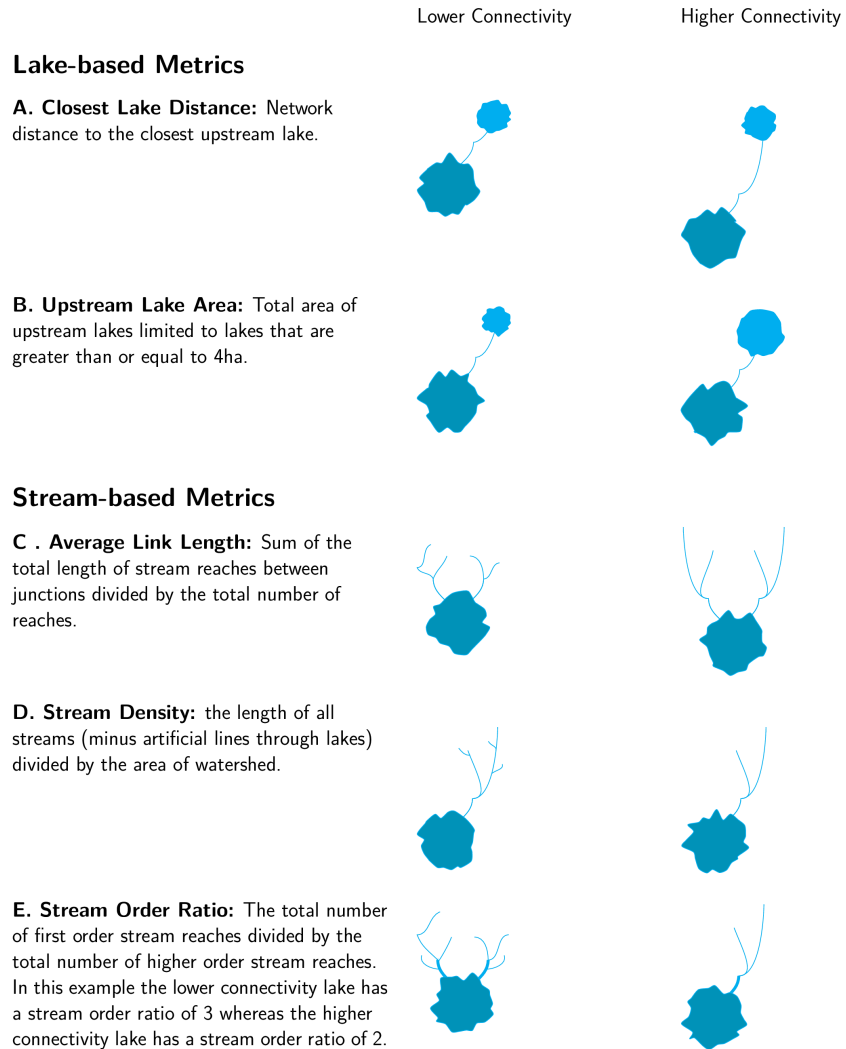 Lower Connectivity
Higher Connectivity
Lake-based Metrics
A. Closest Lake Distance: Network
distance to the closest upstream lake.
B. Upstream Lake Area: Total area of
upstream lakes limited to lakes that are
greater than or equal to 4ha.
Stream-based Metrics
C . Average Link Length: Sum of the
total length of stream reaches between
junctions divided by the total number of
reaches.
D. Stream Density: the length of all
streams (minus artificial lines through lakes)
divided by the area of watershed.
E. Stream Order Ratio: The total number
of first order stream reaches divided by the
total number of higher order stream reaches.
In this example the lower connectivity lake has
a stream order ratio of 3 whereas the higher
connectivity lake has a stream order ratio of 2.